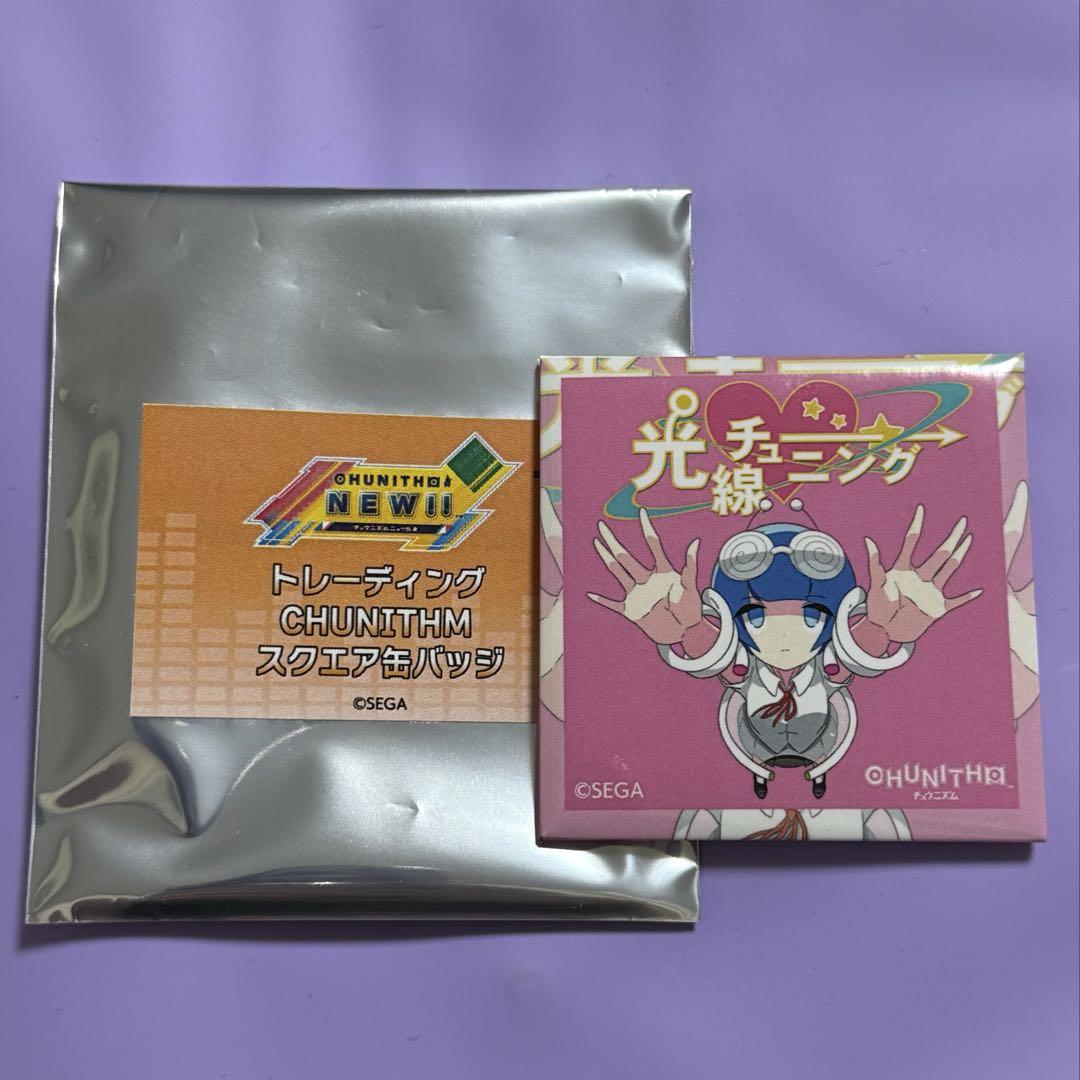 CHUNITHM
NEW!!
チュウニズムニュー!!
トレーディング
CHUNITHM
スクエア缶バッジ
©SEGA
光線チューニング
©SEGA
CHUNITHM
チュウニズム